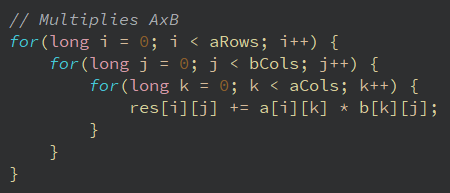 // Multiplies AxB
for(long i = 0; i < aRows; i++) {
    for(long j = 0; j < bCols; j++) {
        for(long k = 0; k < aCols; k++) {
            res[i][j] += a[i][k] * b[k][j];
        }
    }
}